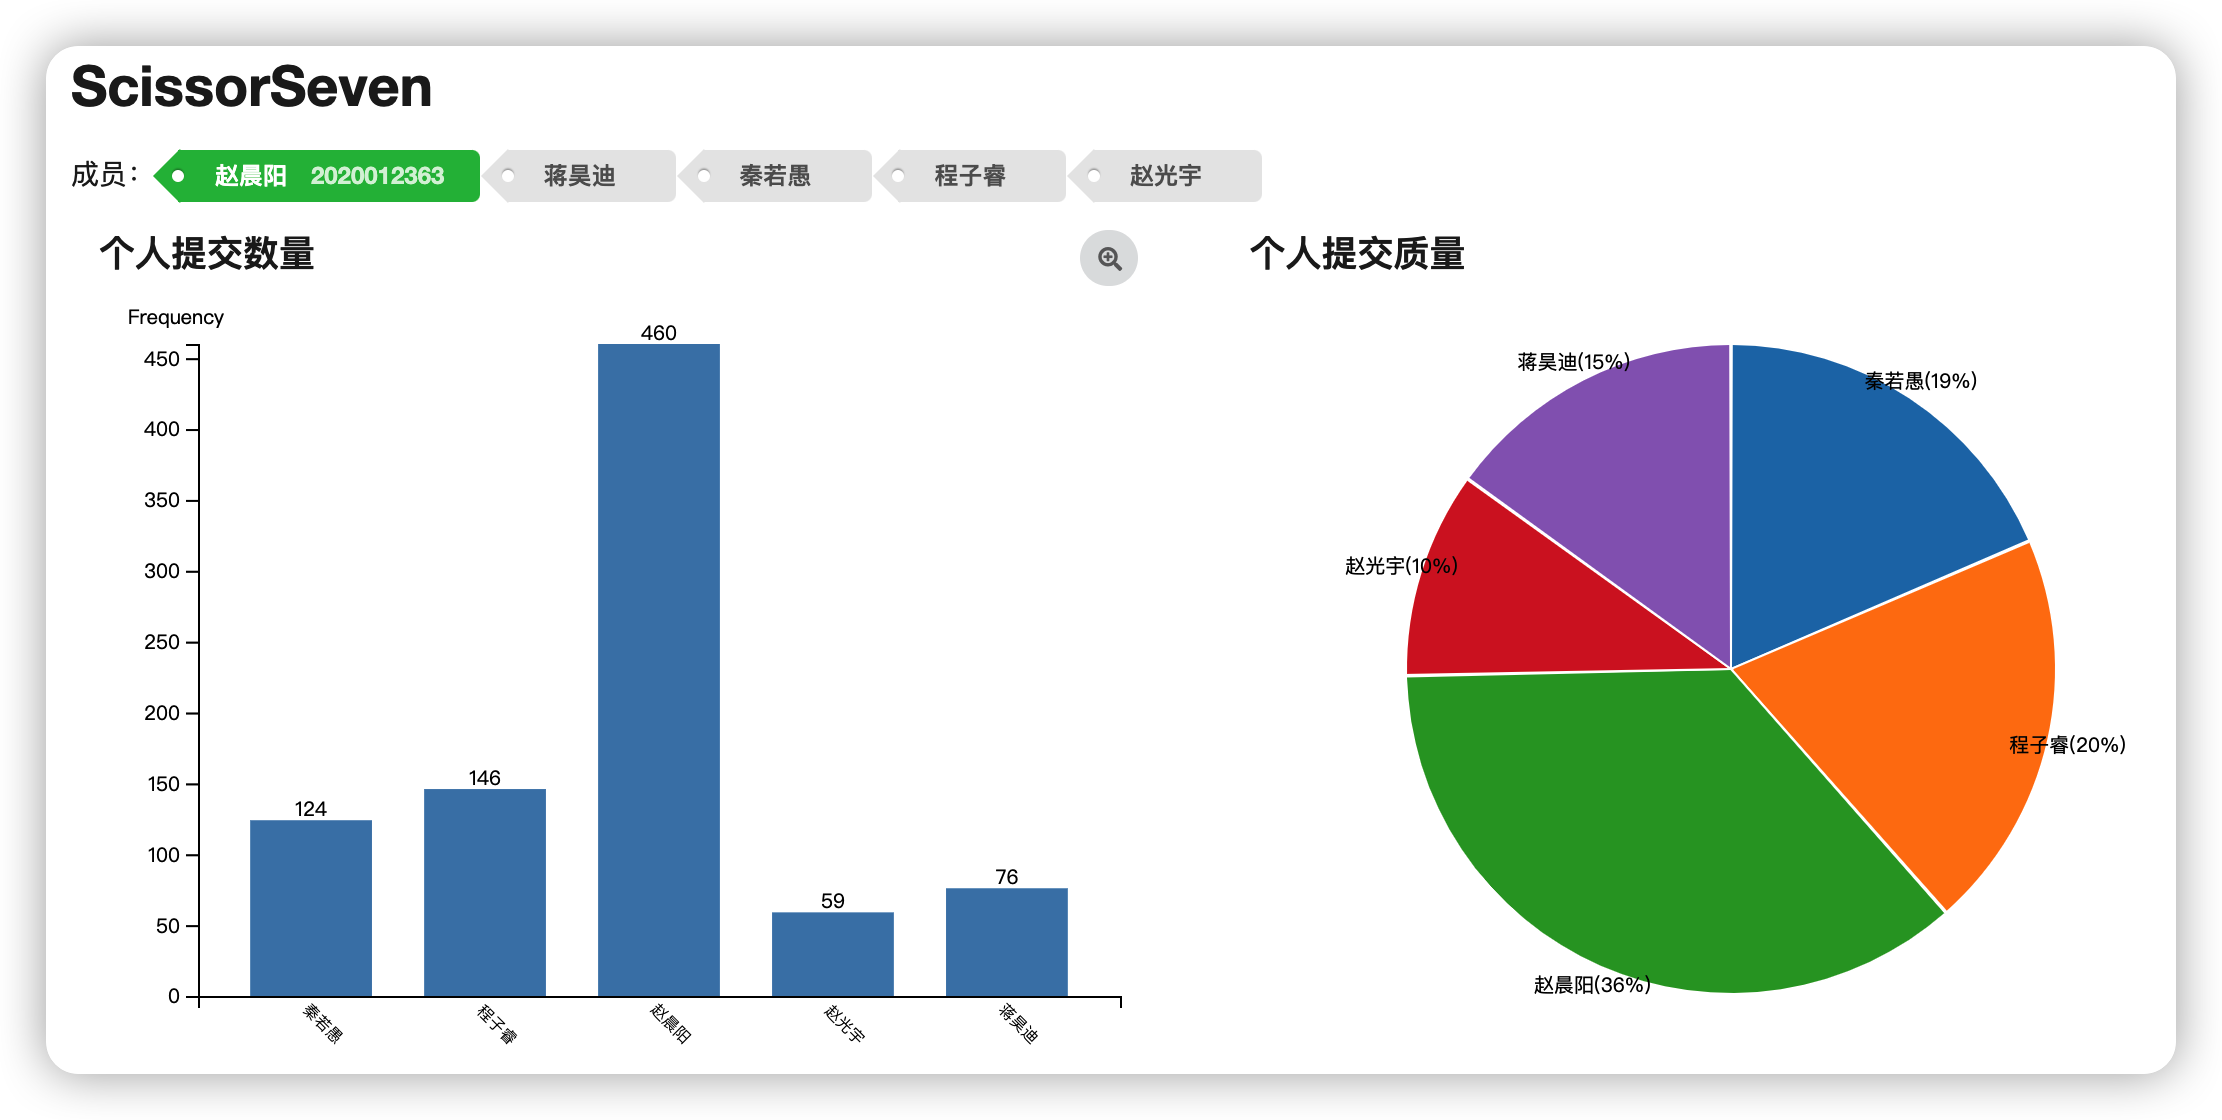 ScissorSeven
成员： 赵晨阳 2020012363 蒋昊迪 秦若愚 程子睿 赵光宇
个人提交数量
Frequency
450
400
350
300
250
200
150
100
50
0
124
146
460
59
76
秦若愚
程子睿
赵晨阳
赵光宇
蒋昊迪
个人提交质量
蒋昊迪(15%)
秦若愚(19%)
赵光宇(10%)
程子睿(20%)
赵晨阳(36%)